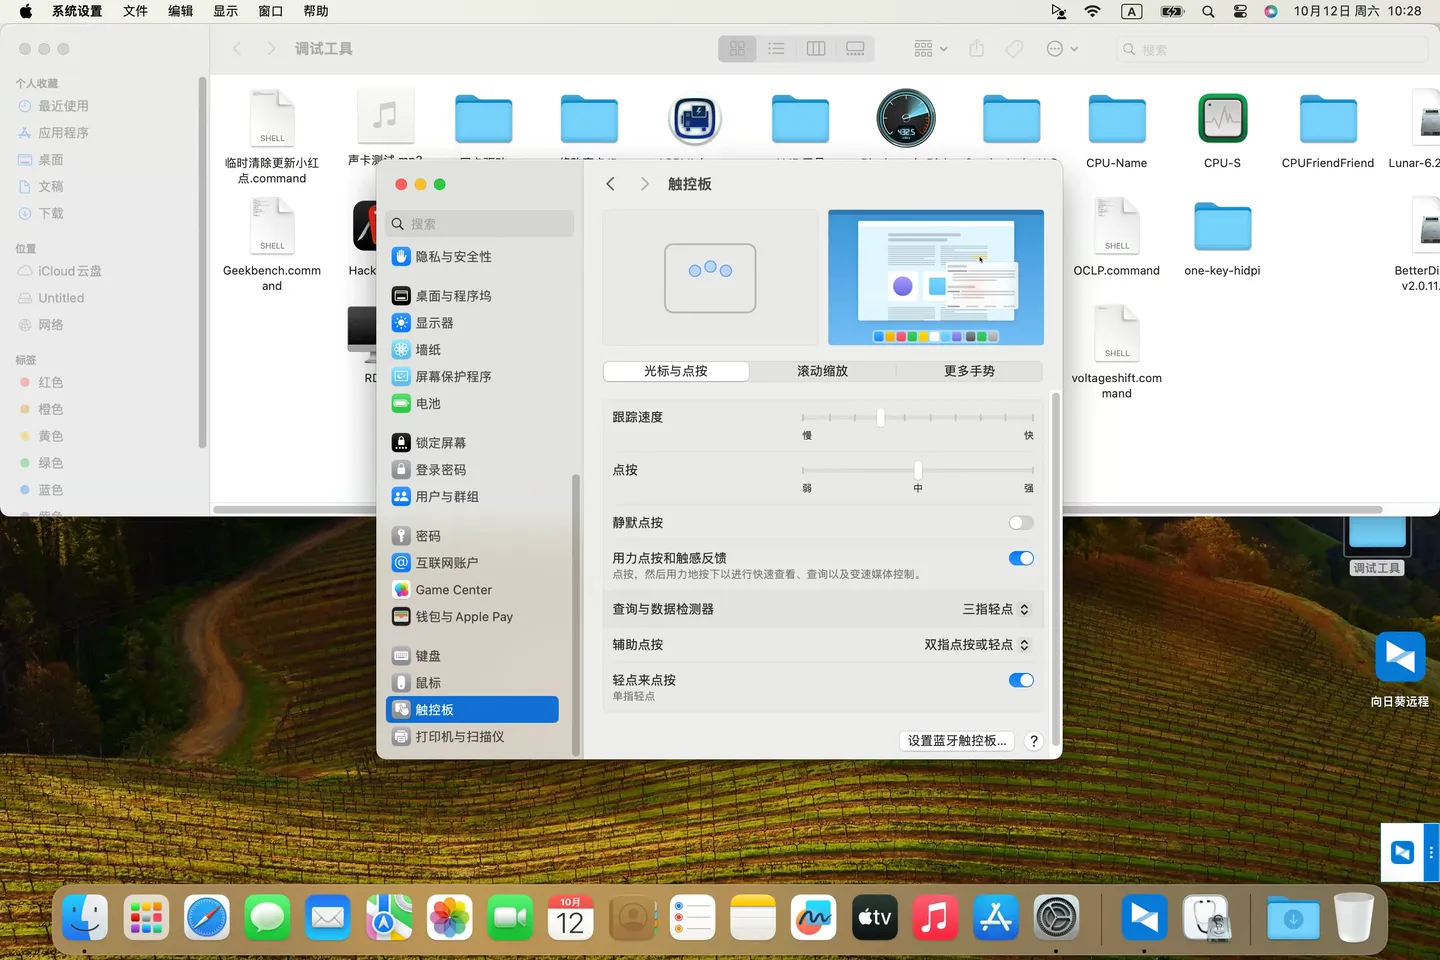 系统设置 文件 编辑 显示 窗口 帮助
A
10月12日 周六 10:28
调试工具
搜索
个人收藏
最近使用
应用程序
桌面
文稿
下载
位置
iCloud 云盘
Untitled
网络
标签
红色
橙色
黄色
绿色
蓝色
SHELL
临时清除更新小红
点.command
CPU-Name
CPU-S
CPUFriendFriend
Lunar-6.2
SHELL
Geekbench.comm
and
Hack
SHELL
OCLP.command
one-key-hidpi
BetterDi
v2.0.11.
SHELL
voltageshift.com
mand
搜索
隐私与安全性
桌面与程序坞
显示器
墙纸
屏幕保护程序
电池
锁定屏幕
登录密码
用户与群组
密码
互联网账户
Game Center
钱包与 Apple Pay
键盘
鼠标
触控板
打印机与扫描仪
触控板
光标与点按
滚动缩放
更多手势
跟踪速度
慢
快
点按
弱
中
强
静默点按
用力点按和触感反馈
点按，然后用力地按下以进行快速查看、查询以及变速媒体控制。
查询与数据检测器
三指轻点
辅助点按
双指点按或轻点
轻点来点按
单指轻点
设置蓝牙触控板...
?
调试工具
向日葵远程
10月
12
tv